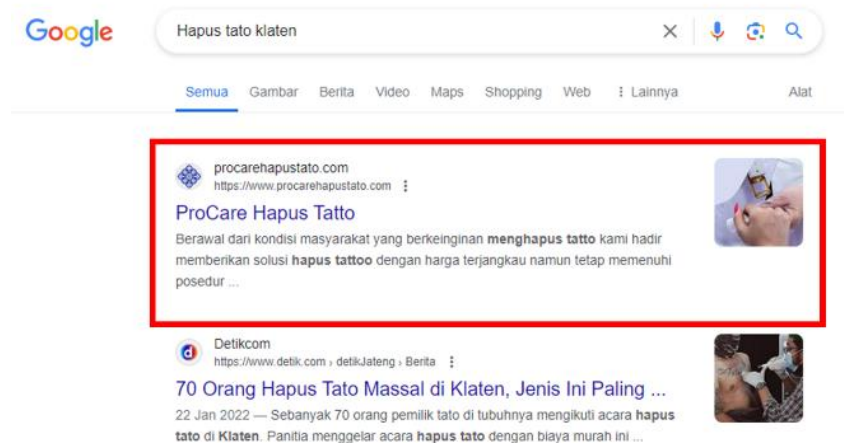 Google
Hapus tato klaten
Semua Gambar Berita Video Maps Shopping Web Lainnya Alat
procarehapustato.com
https://www.procarehapustato.com
ProCare Hapus Tatto
Berawal dari kondisi masyarakat yang berkeinginan menghapus tatto kami hadir
memberikan solusi hapus tattoo dengan harga terjangkau namun tetap memenuhi
posedur ...
Detikcom
https://www.detik.com › detikJateng › Berita
70 Orang Hapus Tato Massal di Klaten, Jenis Ini Paling ...
22 Jan 2022 — Sebanyak 70 orang pemilik tato di tubuhnya mengikuti acara hapus
tato di Klaten. Panitia menggelar acara hapus tato dengan biaya murah ini ...